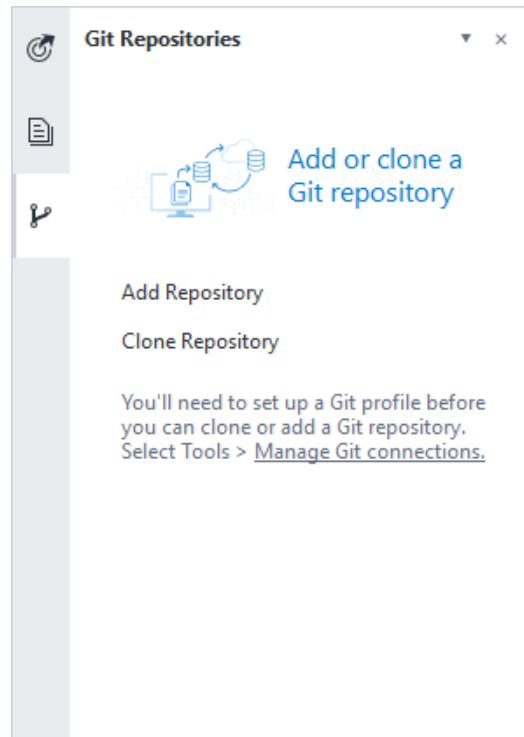 Git Repositories
Add or clone a
Git repository
Add Repository
Clone Repository
You'll need to set up a Git profile before
you can clone or add a Git repository.
Select Tools > Manage Git connections.